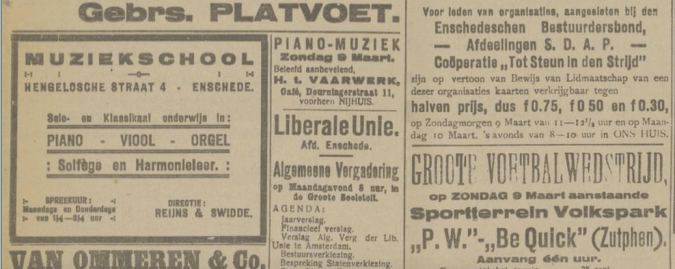 Gebrs. PLATVOET.
MUZIEKSCHOOL
HENGELOSCHE STRAAT 4 - ENSCHEDE.
Solo- en Klassikaal onderwijs in:
PIANO - VIOOL - ORGEL
: Solfège en Harmonieleer. :
SPREEKUUR:
Maandags en Donderdags
van
uur
DIRECTIE:
REIJNS & SWIDDE.
VAN OMMEREN & Co.
PIANO-MUZIEK
Zondag 9 Maart.
Beleefd aanbevelend,
H. L. VAARWERK,
Café, Deurningerstraat 11,
voorheen NIJHUIS.
Liberale Unie.
Afd. Enschede.
Algemeene Vergadering
op Maandagavond 8 uur, in
de Groote Societeit.
AGENDA:
Jaarverslag.
Financieel verslag.
Verslag Alg. Verg der Lib.
Unie te Amsterdam.
Bestuursverkiezing.
Bespreking Statenverkiezing.
Voor leden van organisaties, aangesloten bij den
Enschedeschen Bestuurdersbond,
— Afdeelingen S. D. A. P. —
Coöperatie „Tot Steun in den Strijd"
zijn op vertoon van Bewijs van Lidmaatschap van een
dezer organisaties kaarten verkrijgbaar tegen
halven prijs, dus f 0.75, f 0 50 en f 0.30,
op Zondagmorgen 9 Maart van 11—12½ uur en op Maan-
dag 10 Maart, 's avonds van 8—10 uur in ONS HUIS.
GROOTE VOETBALWEDSTRIJD,
op ZONDAG 9 Maart aanstaande
Sportterrein Volkspark
„P. W."-„Be Quick" (Zutphen).
Aanvang één uur.